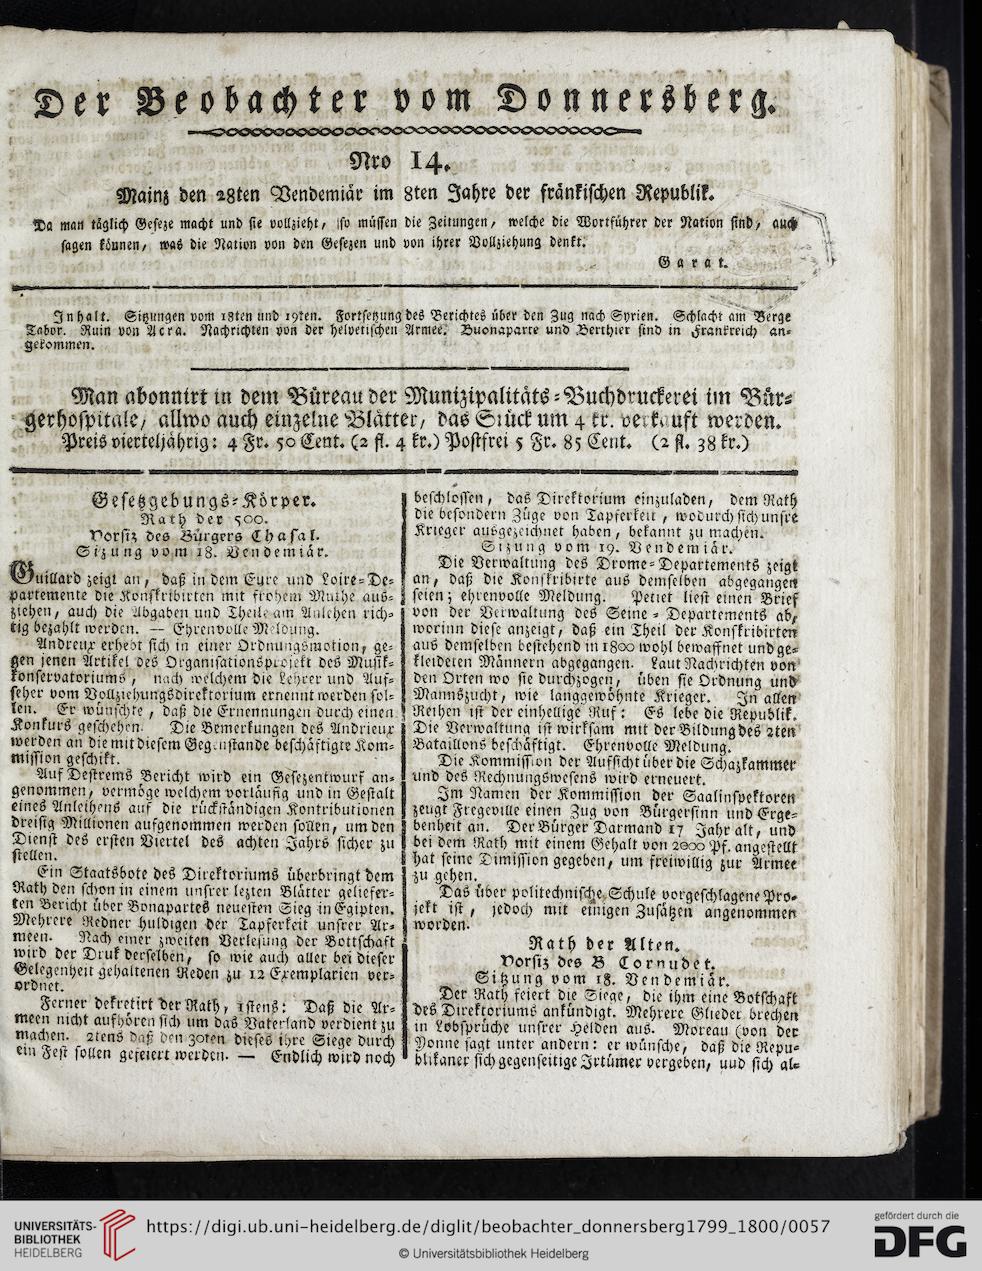 Der Beobachter vom Donnersberg.
Nro 14.
Mainz den 28ten Vendemiär im 8ten Jahre der fränkischen Republik.
Da man täglich Geseze macht und sie vollzieht, so müssen die Zeitungen, welche die Wortführer der Nation sind, auch
sagen können, was die Nation von den Gesezen und von ihrer Vollziehung denkt.
Garat.
Inhalt. Sitzungen vom 18ten und 19ten. Fortsetzung des Berichtes über den Zug nach Syrien. Schlacht am Berge
Tabor. Ruin von Acra. Nachrichten von der helvetischen Armee. Buonaparte und Berthier sind in Frankreich an=
gekommen.
Man abonnirt in dem Büreau der Munizipalitäts=Buchdruckerei im Bür=
gerhospitale, allwo auch einzelne Blätter, das Stück um 4 kr. verkauft werden.
Preis vierteljährig: 4 Fr. 50 Cent. (2 fl. 4 kr.) Postfrei 5 Fr. 85 Cent. (2 fl. 38 kr.)
Gesetzgebungs=Körper.
Rath der 500.
Vorsiz des Bürgers Chasal.
Sizung vom 18. Vendemiär.
Guillard zeigt an, daß in dem Eure und Loire=De=
partemente die Konskribirten mit frohem Muthe aus=
ziehen, auch die Abgaben und Theile am Anlehen rich=
tig bezahlt werden. — Ehrenvolle Meldung.
Andreux erhebt sich in einer Ordnungsmotion, ge=
gen jenen Artikel des Organisationsprojekt des Musik=
konservatoriums, nach welchem die Lehrer und Auf=
seher vom Vollziehungsdirektorium ernennt werden sol=
len. Er wünschte, daß die Ernennungen durch einen
Konkurs geschehen. Die Bemerkungen des Andrieux
werden an die mit diesem Gegenstande beschäftigte Kom=
mission geschikt.
Auf Destrems Bericht wird ein Gesezentwurf an=
genommen, vermöge welchem vorläufig und in Gestalt
eines Anleihens auf die rückständigen Kontributionen
dreisig Millionen aufgenommen werden sollen, um den
Dienst des ersten Viertel des achten Jahrs sicher zu
stellen.
Ein Staatsbote des Direktoriums überbringt dem
Rath den schon in einem unsrer lezten Blätter geliefer=
ten Bericht über Bonapartes neuesten Sieg in Egipten.
Mehrere Redner huldigen der Tapferkeit unsrer Ar=
meen. Nach einer zweiten Verlesung der Bottschaft
wird der Druk derselben, so wie auch aller bei dieser
Gelegenheit gehaltenen Reden zu 12 Exemplarien ver=
ordnet.
Ferner dekretirt der Rath, 1stens: Daß die Ar=
meen nicht aufhören sich um das Vaterland verdient zu
machen. 2tens daß den 30ten dieses ihre Siege durch
ein Fest sollen gefeiert werden. — Endlich wird noch
beschlossen, das Direktorium einzuladen, dem Rath
die besondern Züge von Tapferkeit, wodurch sich unsre
Krieger ausgezeichnet haben, bekannt zu machen.
Sizung vom 19. Vendemiär.
Die Verwaltung des Drome=Departements zeigt
an, daß die Konskribirte aus demselben abgegangen
seien; ehrenvolle Meldung. Petiet liest einen Brief
von der Verwaltung des Seine=Departements ab,
worinn diese anzeigt, daß ein Theil der Konskribirten
aus demselben bestehend in 1800 wohl bewaffnet und ge=
kleideten Männern abgegangen. Laut Nachrichten von
den Orten wo sie durchzogen, üben sie Ordnung und
Mannszucht, wie langgewöhnte Krieger. In allen
Reihen ist der einhellige Ruf: Es lebe die Republik.
Die Verwaltung ist wirksam mit der Bildung des 2ten
Bataillons beschäftigt. Ehrenvolle Meldung.
Die Kommission der Aufsicht über die Schazkammer
und des Rechnungswesens wird erneuert.
Im Namen der Kommission der Saalinspektoren
zeugt Fregeville einen Zug von Bürgersinn und Erge=
benheit an. Der Bürger Darmand 17 Jahr alt, und
bei dem Rath mit einem Gehalt von 2000 Pf. angestellt
hat seine Dimission gegeben, um freiwillig zur Armee
zu gehen.
Das über politechnische Schule vorgeschlagene Pro=
jekt ist, jedoch mit einigen Zusätzen angenommen
worden.
Rath der Alten.
Vorsiz des B Cornudet.
Sitzung vom 18. Vendemiär.
Der Rath feiert die Siege, die ihm eine Botschaft
des Direktoriums ankündigt. Mehrere Glieder brechen
in Lobsprüche unsrer Helden aus. Moreau (von der
Yonne sagt unter andern: er wünsche, daß die Repu=
blikaner sich gegenseitige Irtümer vergeben, uud sich al=
UNIVERSITÄTS-
BIBLIOTHEK
HEIDELBERG
https://digi.ub.uni-heidelberg.de/diglit/beobachter_donnersberg1799_1800/0057
© Universitätsbibliothek Heidelberg
gefördert durch die
DFG